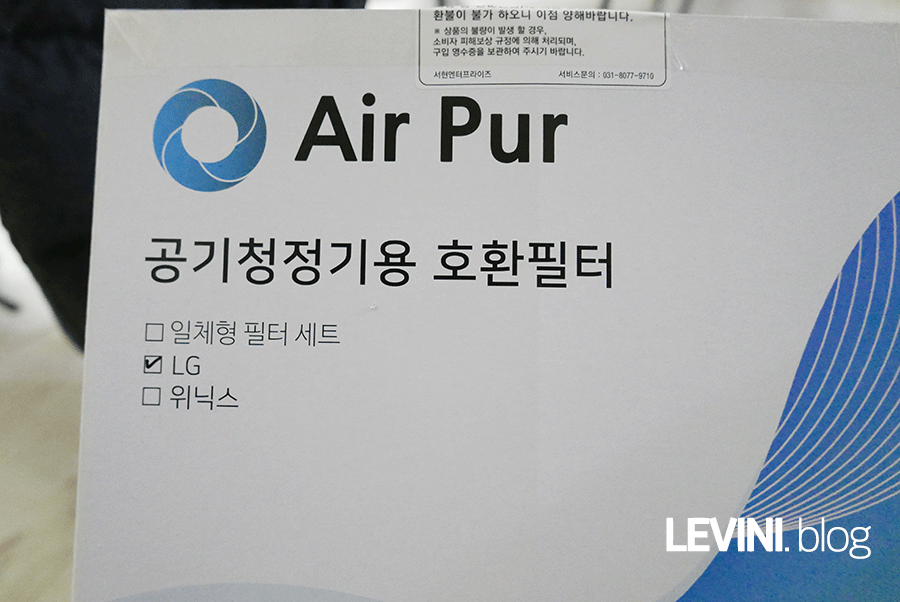 환불이 불가 하오니 이점 양해바랍니다.
※ 상품의 불량이 발생 할 경우,
소비자 피해보상 규정에 의해 처리되며,
구입 영수증을 보관하여 주시기 바랍니다.
서현엔터프라이즈 서비스문의 : 031-8077-9710
Air Pur
공기청정기용 호환필터
☐ 일체형 필터 세트
☑ LG
☐ 위닉스
LEVINI. blog